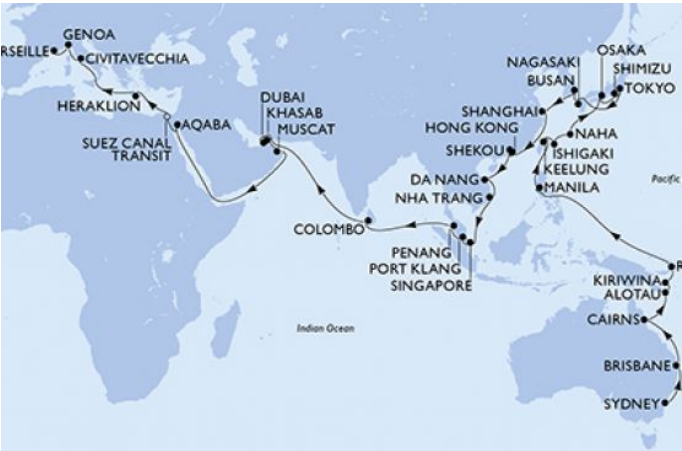 GENOA
RSEILLE
CIVITAVECCHIA
HERAKLION
SUEZ CANAL
TRANSIT
AQABA
DUBAI
KHASAB
MUSCAT
COLOMBO
NAGASAKI
BUSAN
OSAKA
SHIMIZU
TOKYO
SHANGHAI
HONG KONG
SHEKOU
NAHA
ISHIGAKI
KEELUNG
MANILA
DA NANG
NHA TRANG
PENANG
PORT KLANG
SINGAPORE
Pacific
R
KIRIWINA
ALOTAU
CAIRNS
BRISBANE
SYDNEY
Indian Ocean